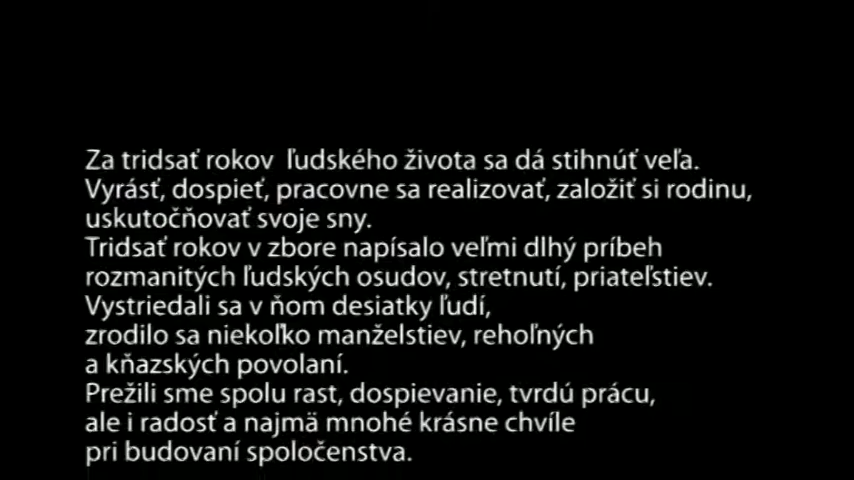 Za tridsať rokov  ľudského života sa dá stihnúť veľa.
Vyrásť, dospieť, pracovne sa realizovať, založiť si rodinu,
uskutočňovať svoje sny.
Tridsať rokov v zbore napísalo veľmi dlhý príbeh
rozmanitých ľudských osudov, stretnutí, priateľstiev.
Vystriedali sa v ňom desiatky ľudí,
zrodilo sa niekoľko manželstiev, rehoľných
a kňazských povolaní.
Prežili sme spolu rast, dospievanie, tvrdú prácu,
ale i radosť a najmä mnohé krásne chvíle
pri budovaní spoločenstva.